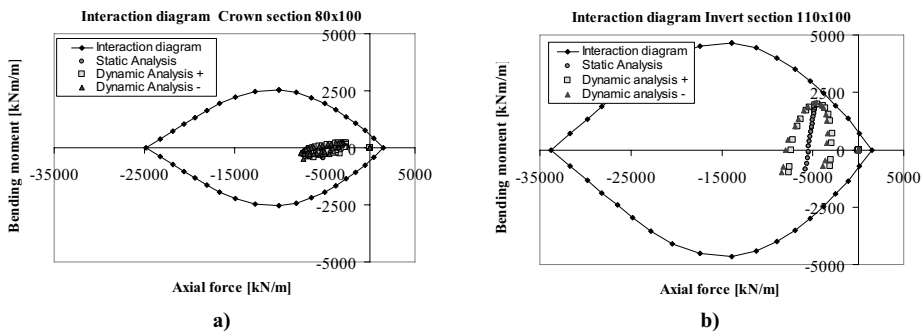 Interaction diagram Crown section 80x100
Interaction diagram
Static Analysis
Dynamic Analysis +
Dynamic Analysis -
5000
2500
0
-2500
-5000
-35000
-25000
-15000
-5000
5000
Bending moment [kNm/m]
Axial force [kN/m]
a)
Interaction diagram Invert section 110x100
Interaction diagram
Static Analysis
Dynamic analysis +
Dynamic analysis -
5000
2500
0
-2500
-5000
-35000
-25000
-15000
-5000
5000
Bending moment [kNm/m]
Axial force [kN/m]
b)